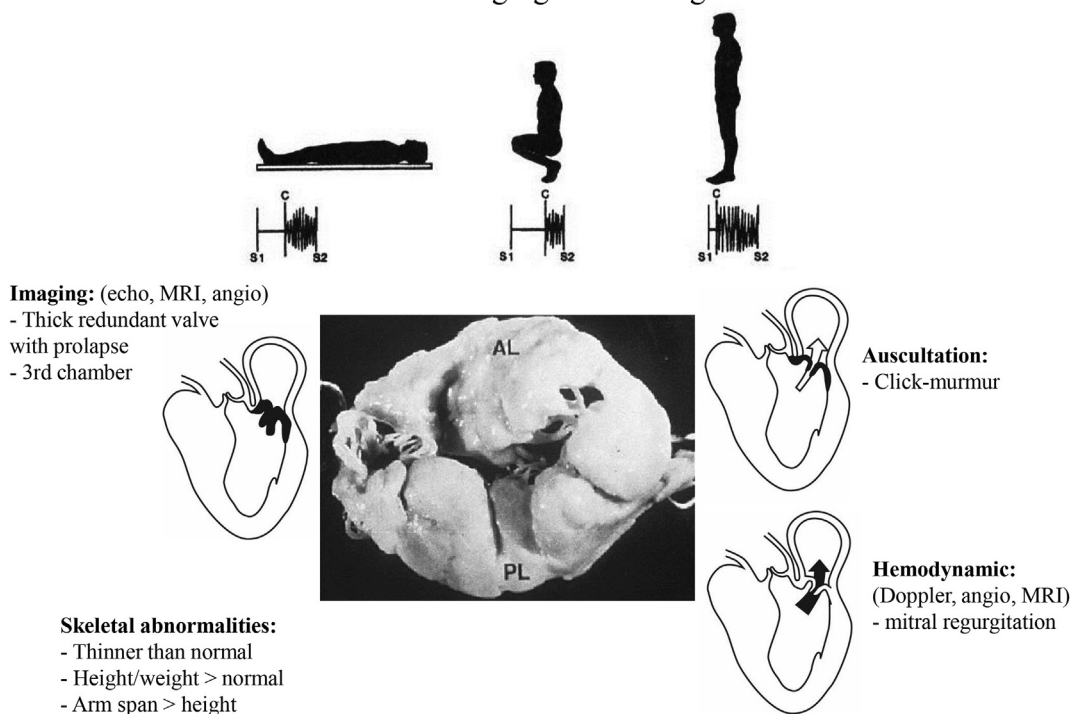 C
S1 S2
C
S1 S2
C
S1 S2
Imaging: (echo, MRI, angio)
- Thick redundant valve
with prolapse
- 3rd chamber
AL
PL
Auscultation:
- Click-murmur
Hemodynamic:
(Doppler, angio, MRI)
- mitral regurgitation
Skeletal abnormalities:
- Thinner than normal
- Height/weight > normal
- Arm span > height